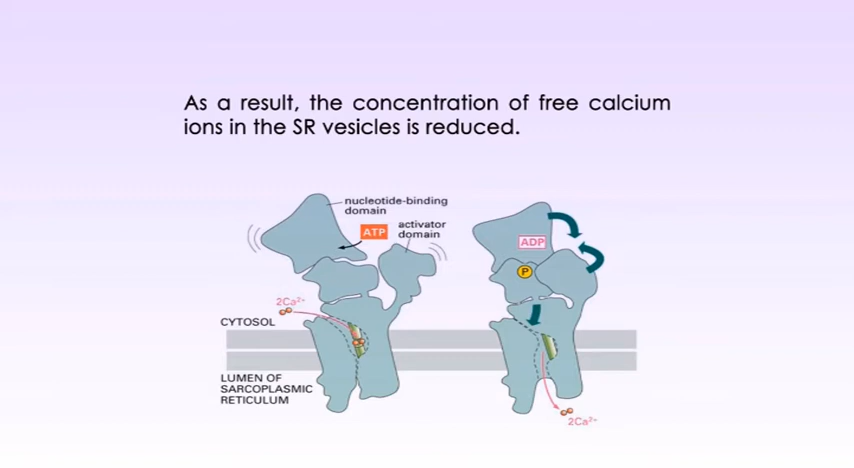 As a result, the concentration of free calcium
ions in the SR vesicles is reduced.
nucleotide-binding
domain
ATP
activator
domain
2Ca²⁺
CYTOSOL
LUMEN OF
SARCOPLASMIC
RETICULUM
ADP
P
2Ca²⁺